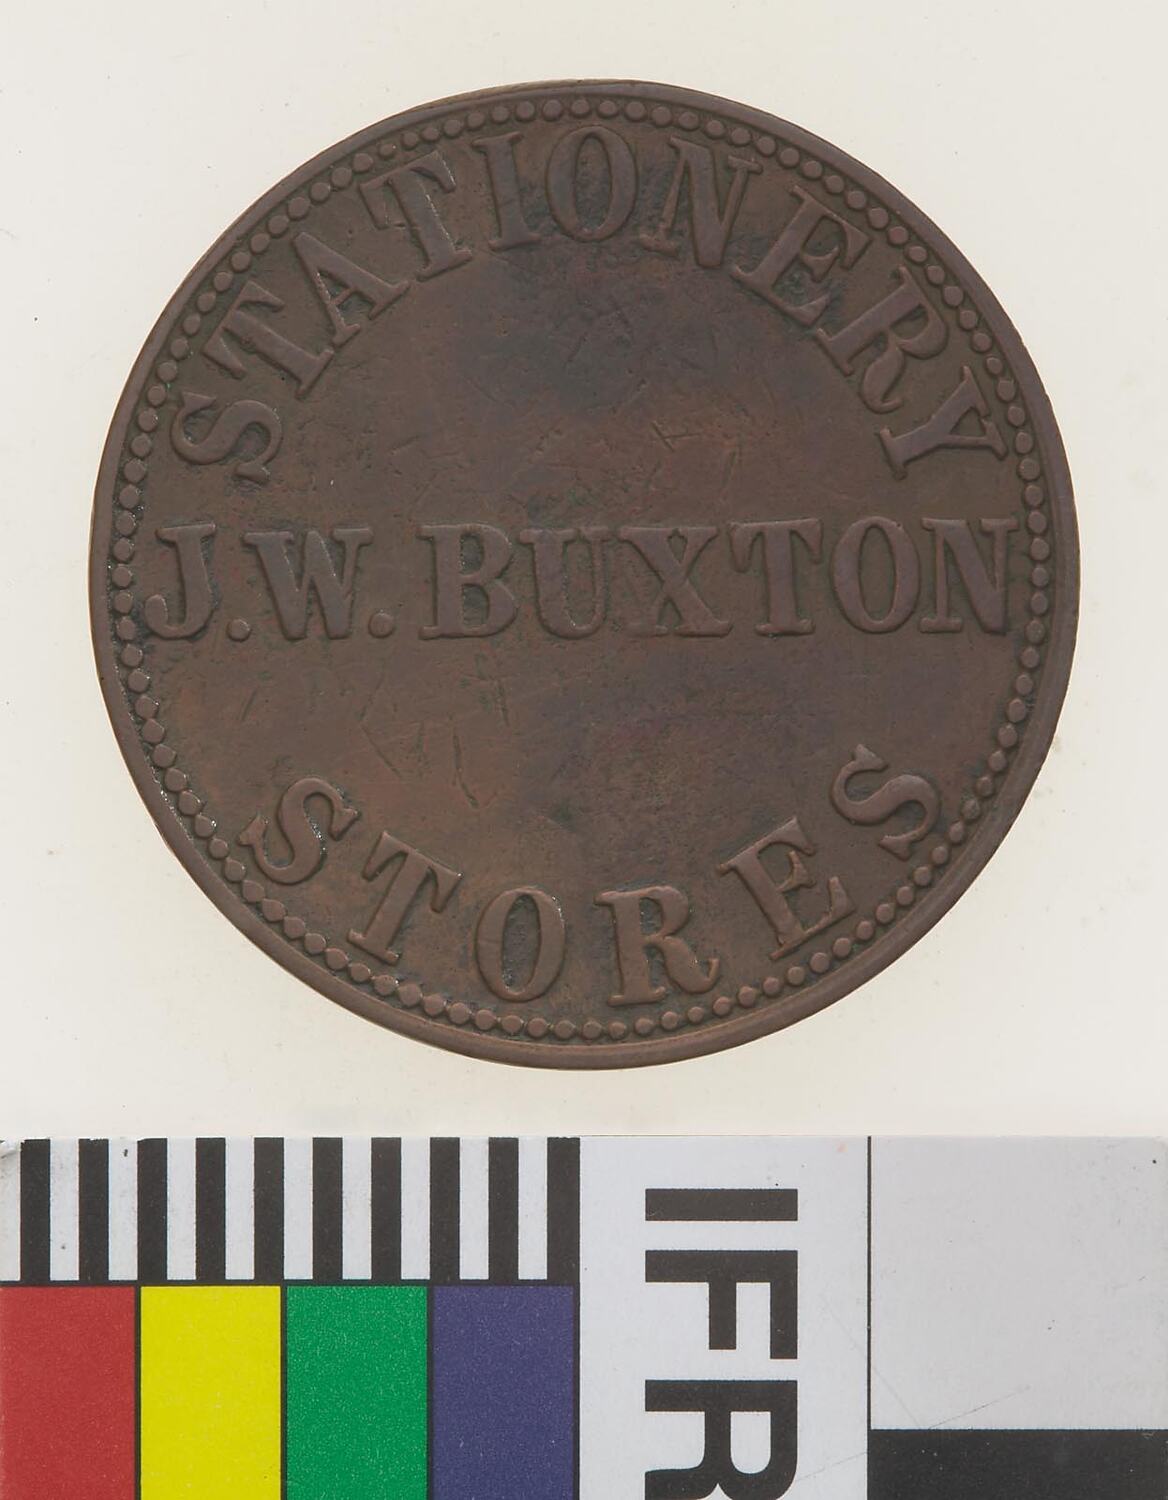 STATIONERY
J.W. BUXTON
STORES
IFR